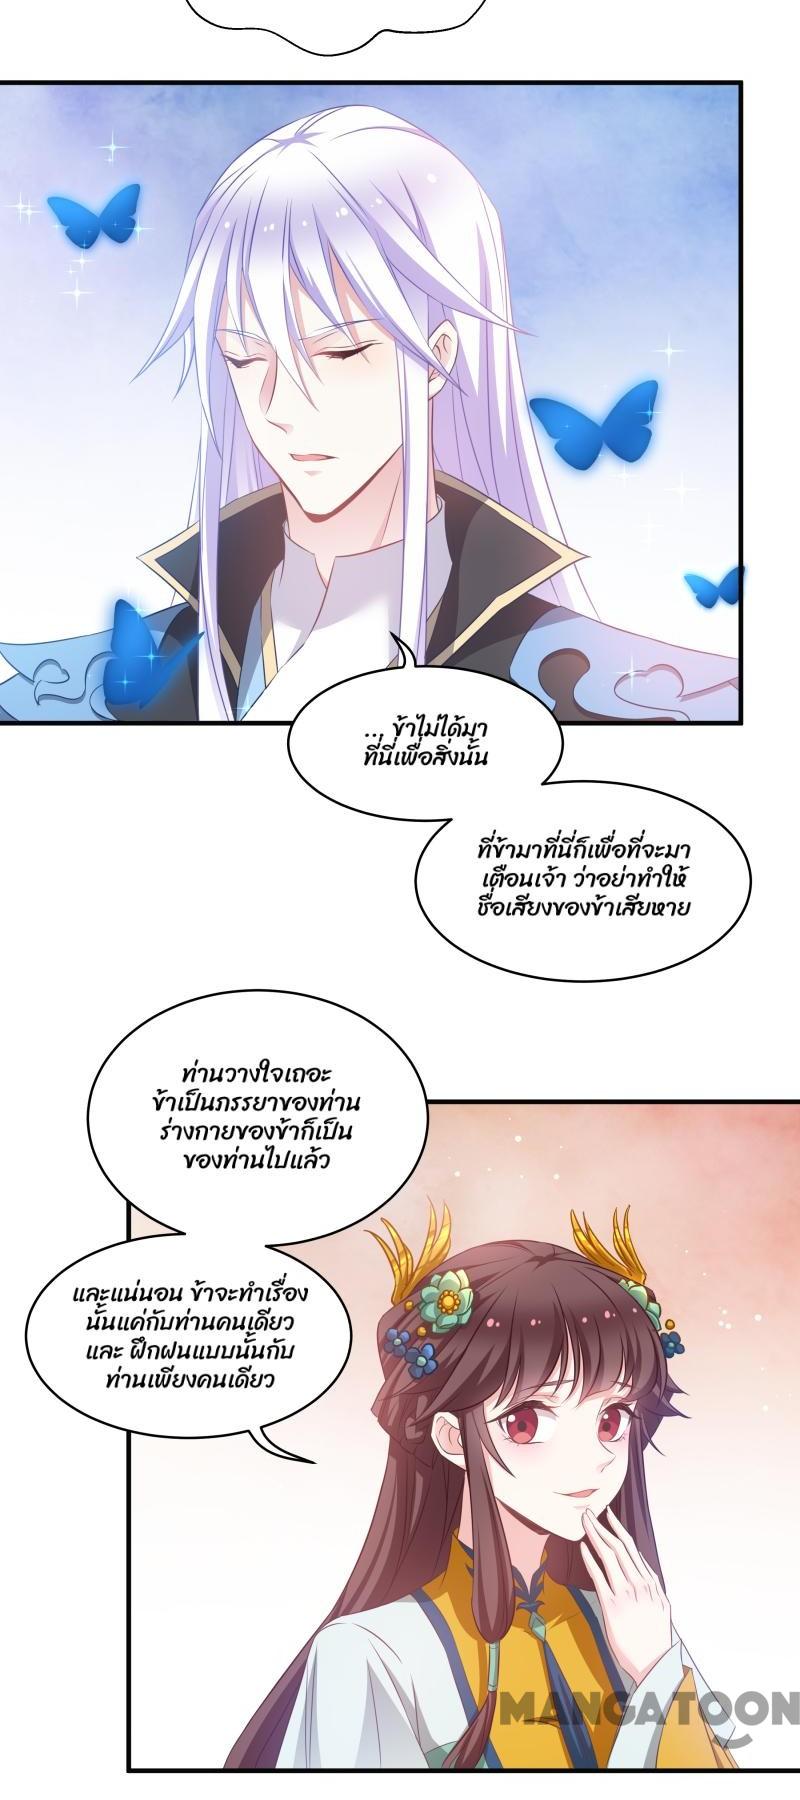 ... ข้าไม่ได้มา
ที่นี่เพื่อสิ่งนั้น
ที่ข้ามาที่นี่ก็เพื่อที่จะมา
เตือนเจ้า ว่าอย่าทำให้
ชื่อเสียงของข้าเสียหาย
ท่านวางใจเถอะ
ข้าเป็นภรรยาของท่าน
ร่างกายของข้าก็เป็น
ของท่านไปแล้ว
และแน่นอน ข้าจะทำเรื่อง
นั้นแค่กับท่านคนเดียว
และ ฝึกฝนแบบนั้นกับ
ท่านเพียงคนเดียว
MANGATOON